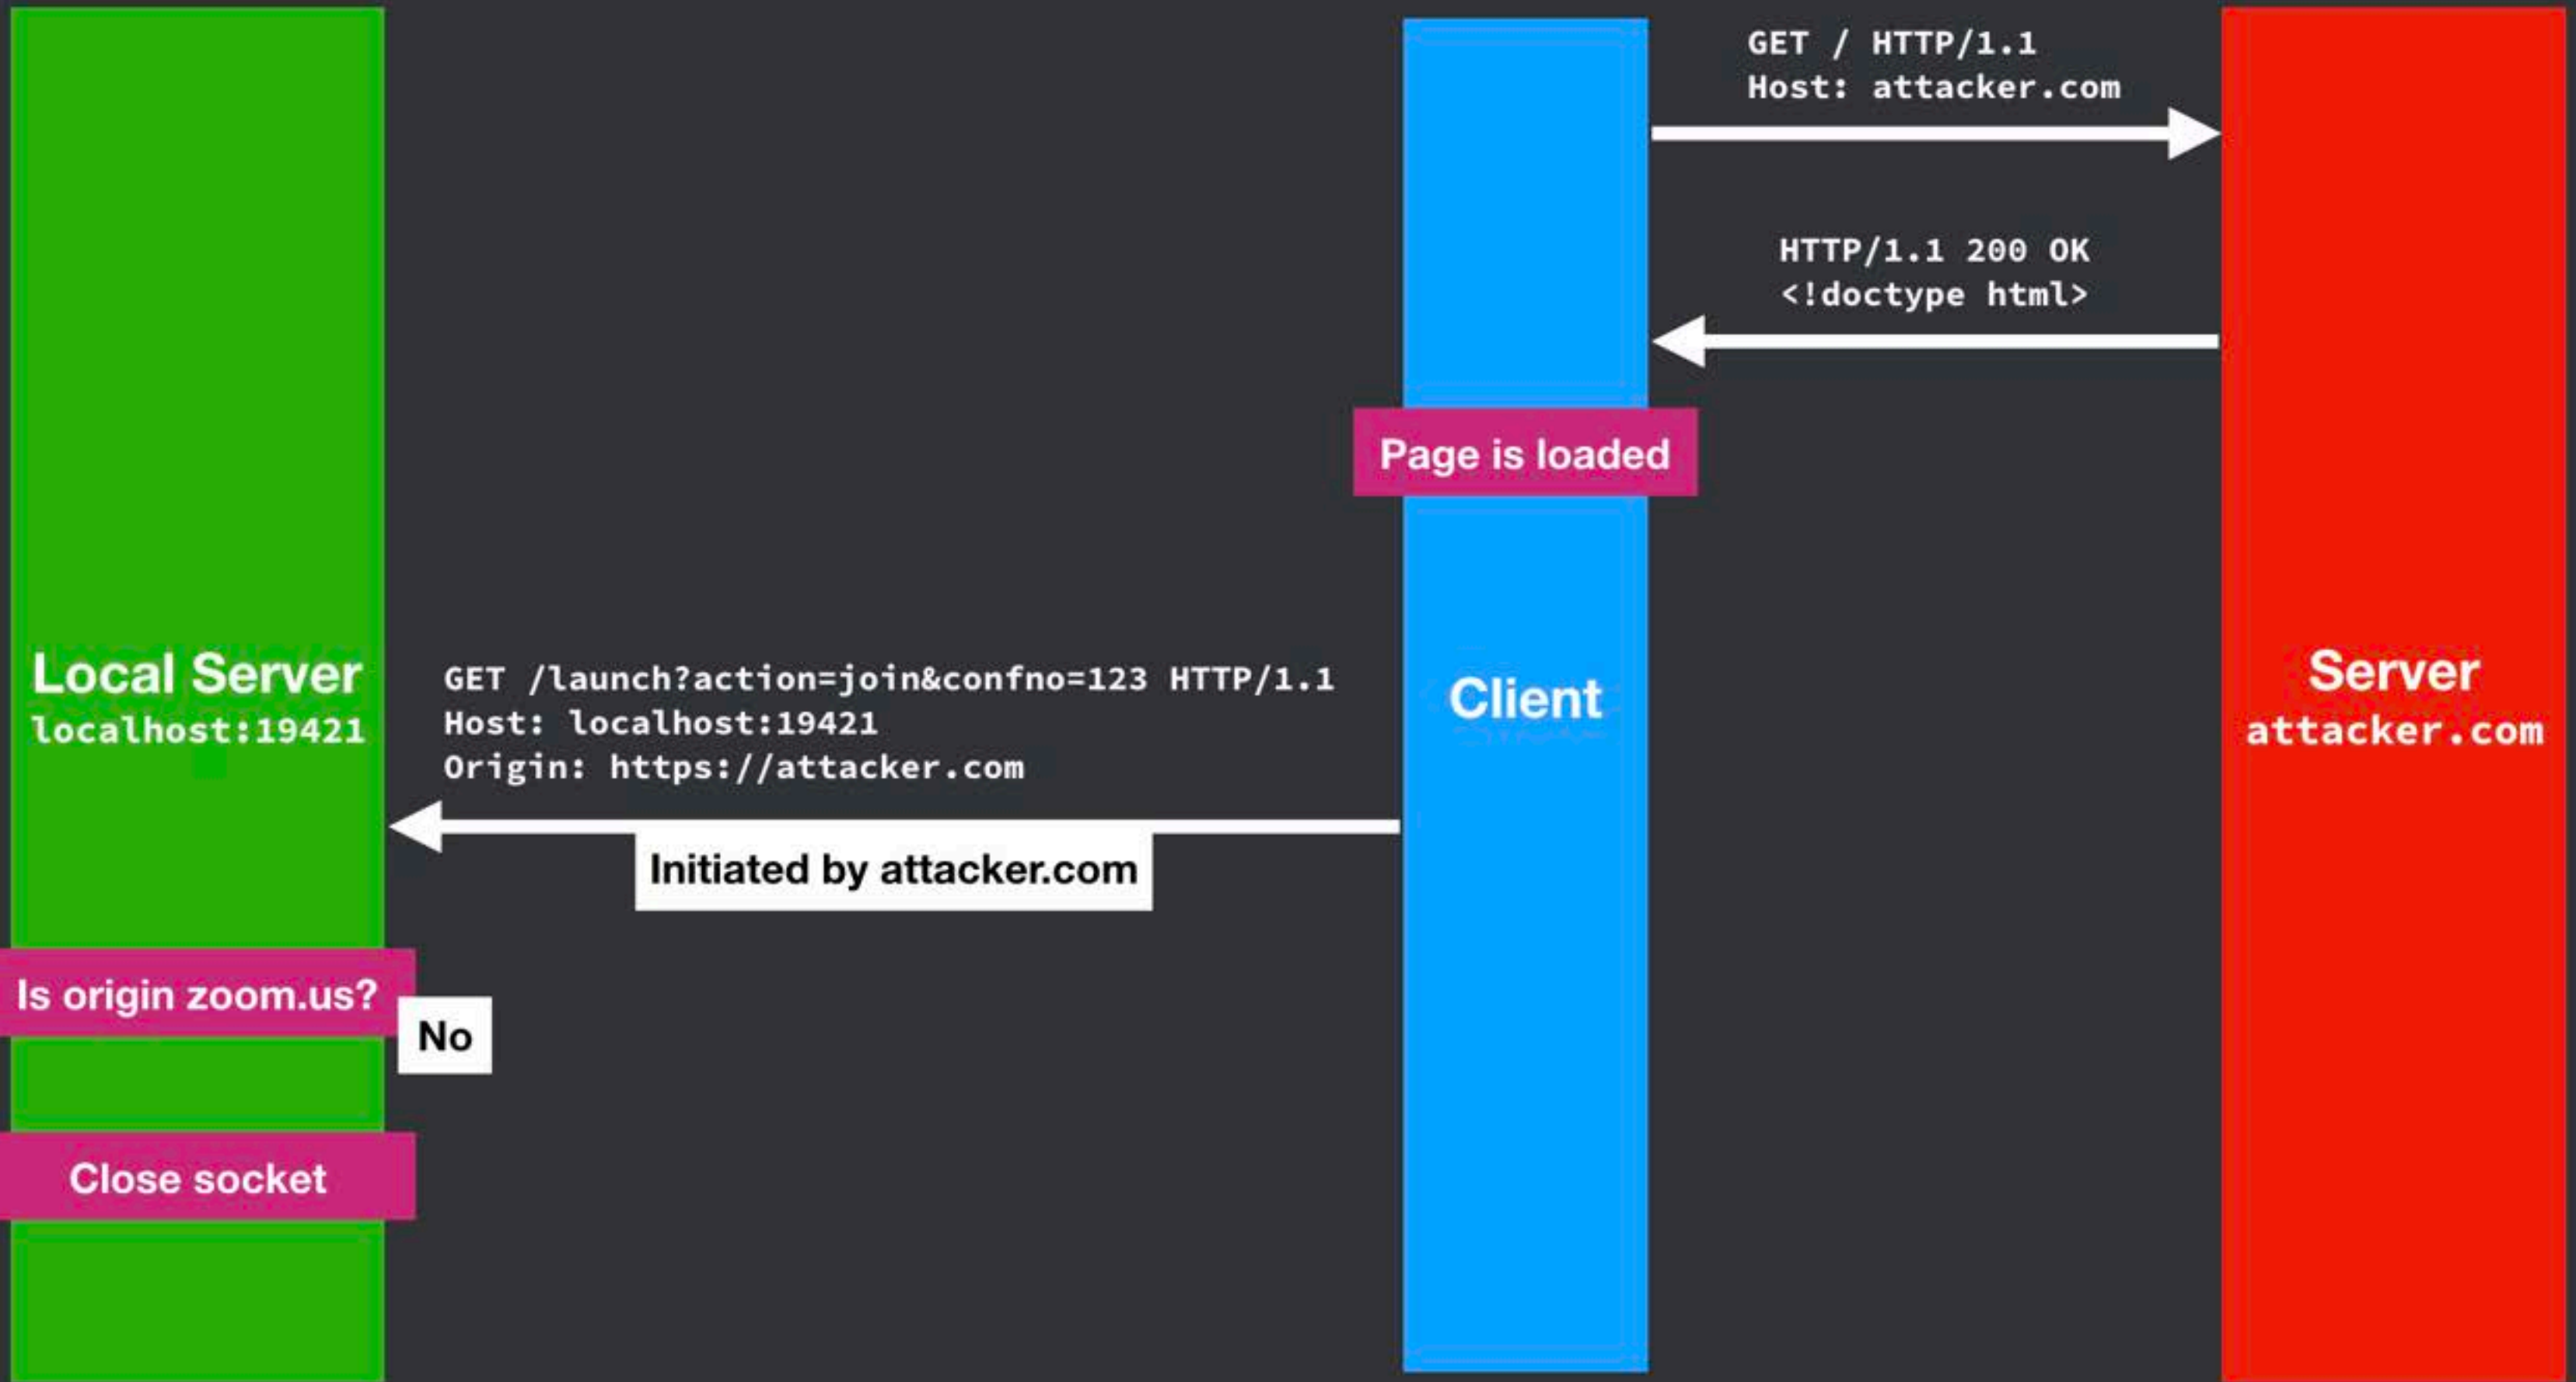 GET / HTTP/1.1
Host: attacker.com
HTTP/1.1 200 OK
<!doctype html>
Page is loaded
Local Server
localhost:19421
GET /launch?action=join&confno=123 HTTP/1.1
Host: localhost:19421
Origin: https://attacker.com
Client
Server
attacker.com
Initiated by attacker.com
Is origin zoom.us?
No
Close socket